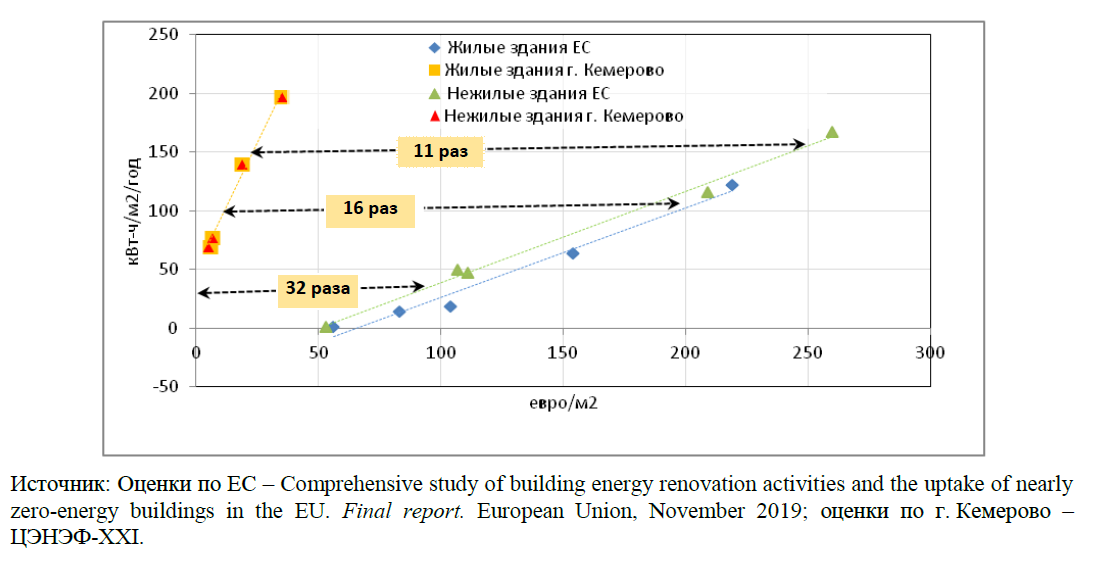 250
200
150
100
50
0
-50
кВт-ч/м2/год
Жилые здания ЕС
Жилые здания г. Кемерово
Нежилые здания ЕС
Нежилые здания г. Кемерово
11 раз
16 раз
32 раза
0 50 100 150 200 250 300
евро/м2
Источник: Оценки по ЕС – Comprehensive study of building energy renovation activities and the uptake of nearly
zero-energy buildings in the EU. Final report. European Union, November 2019; оценки по г. Кемерово –
ЦЭНЭФ-XXI.